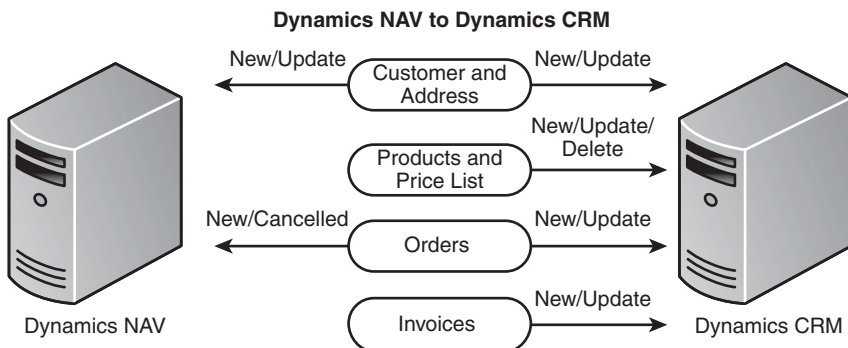 Dynamics NAV to Dynamics CRM
New/Update
Customer and
Address
New/Update
Products and
Price List
New/Update/
Delete
New/Cancelled
Orders
New/Update
Invoices
New/Update
Dynamics NAV
Dynamics CRM